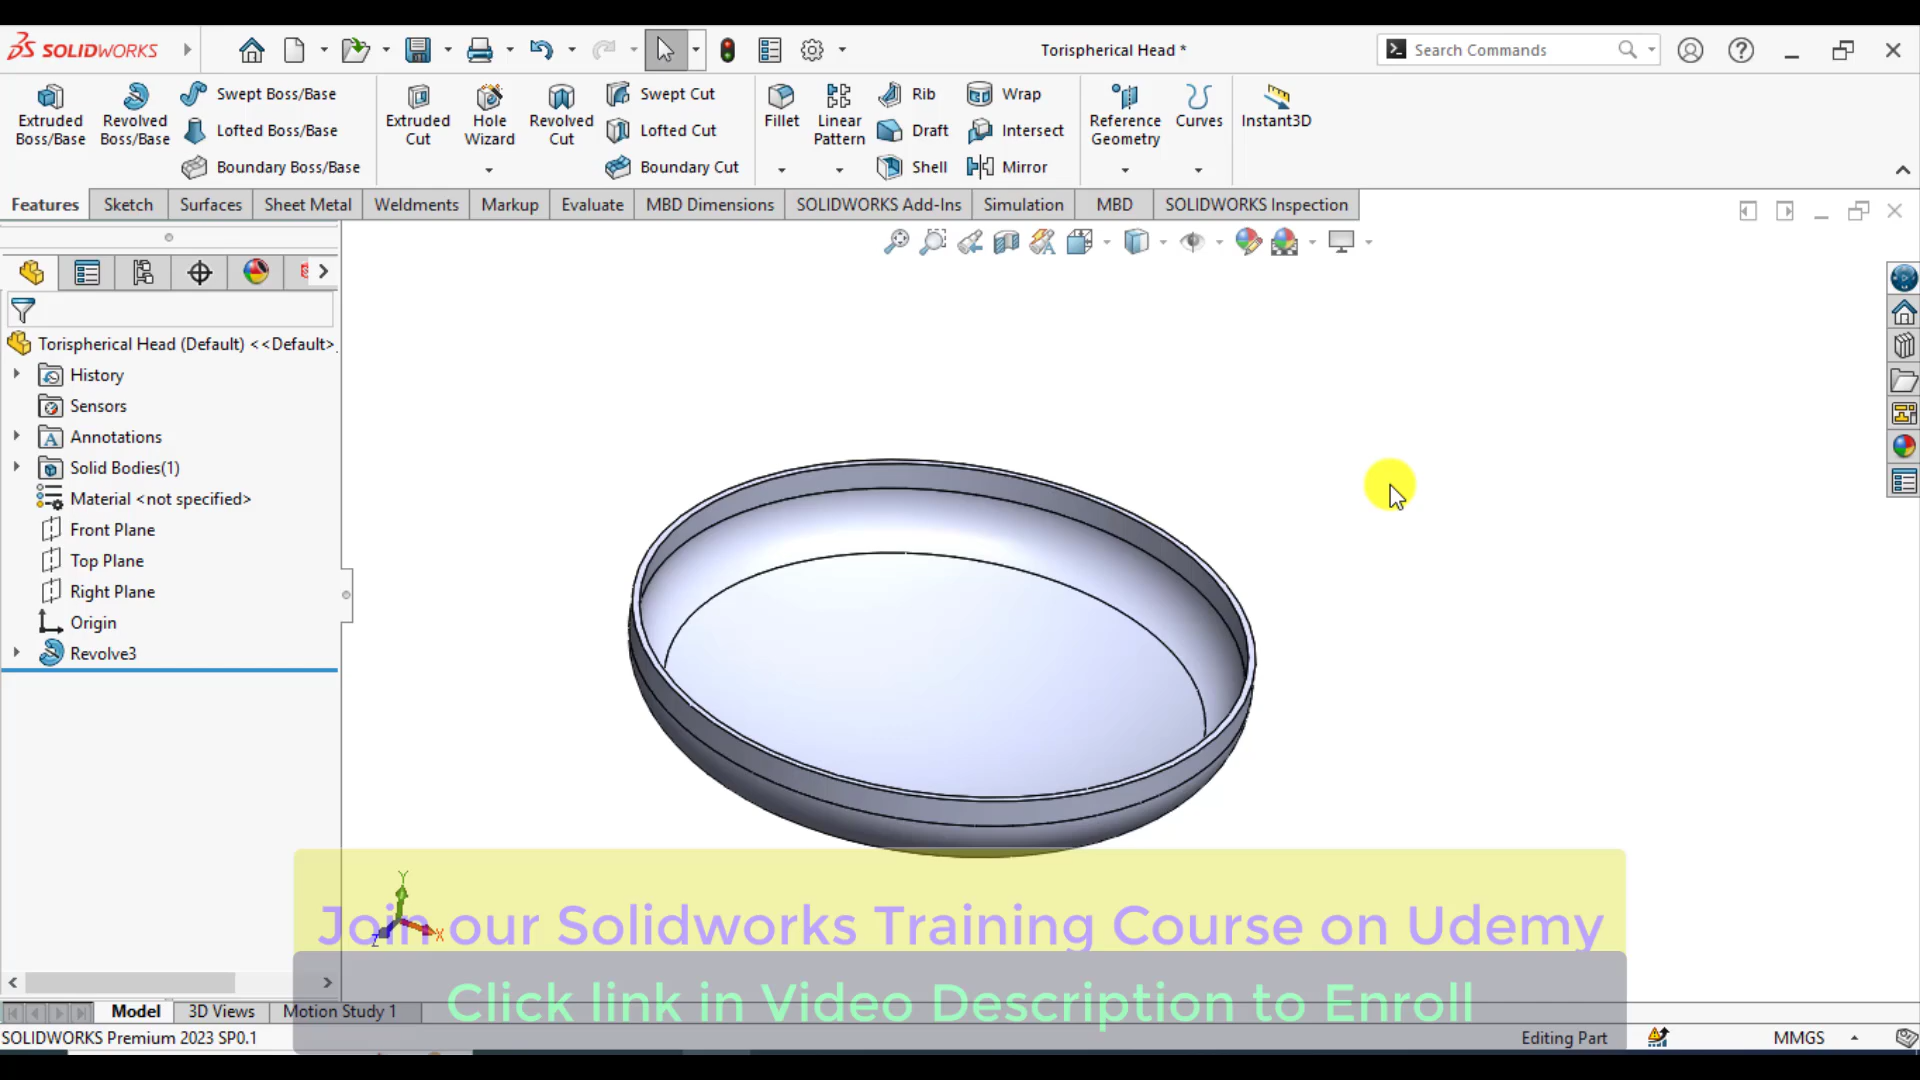 SOLIDWORKS
Torispherical Head *
Search Commands
Extruded Boss/Base
Revolved Boss/Base
Swept Boss/Base
Lofted Boss/Base
Boundary Boss/Base
Extruded Cut
Hole Wizard
Revolved Cut
Swept Cut
Lofted Cut
Boundary Cut
Fillet
Linear Pattern
Rib
Draft
Shell
Wrap
Intersect
Mirror
Reference Geometry
Curves
Instant3D
Features Sketch Surfaces Sheet Metal Weldments Markup Evaluate MBD Dimensions SOLIDWORKS Add-Ins Simulation MBD SOLIDWORKS Inspection
Torispherical Head (Default) <<Default>
History
Sensors
Annotations
Solid Bodies(1)
Material <not specified>
Front Plane
Top Plane
Right Plane
Origin
Revolve3
Y
Z
X
Join our Solidworks Training Course on Udemy
Click link in Video Description to Enroll
Model 3D Views Motion Study 1
SOLIDWORKS Premium 2023 SP0.1
Editing Part
MMGS